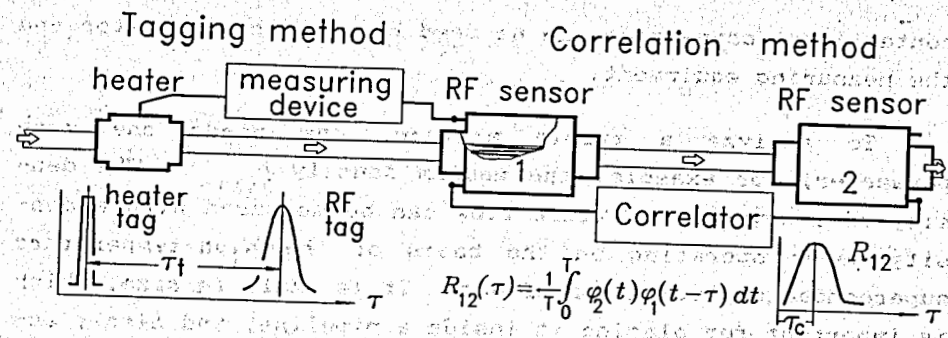 Tagging method
Correlation method
heater
measuring
device
RF sensor
RF sensor
1
2
Correlator
heater
tag
RF
tag
τt
τ
R12(τ)=1/T∫0T φ2(t)φ1(t-τ)dt
R12
τc
τ